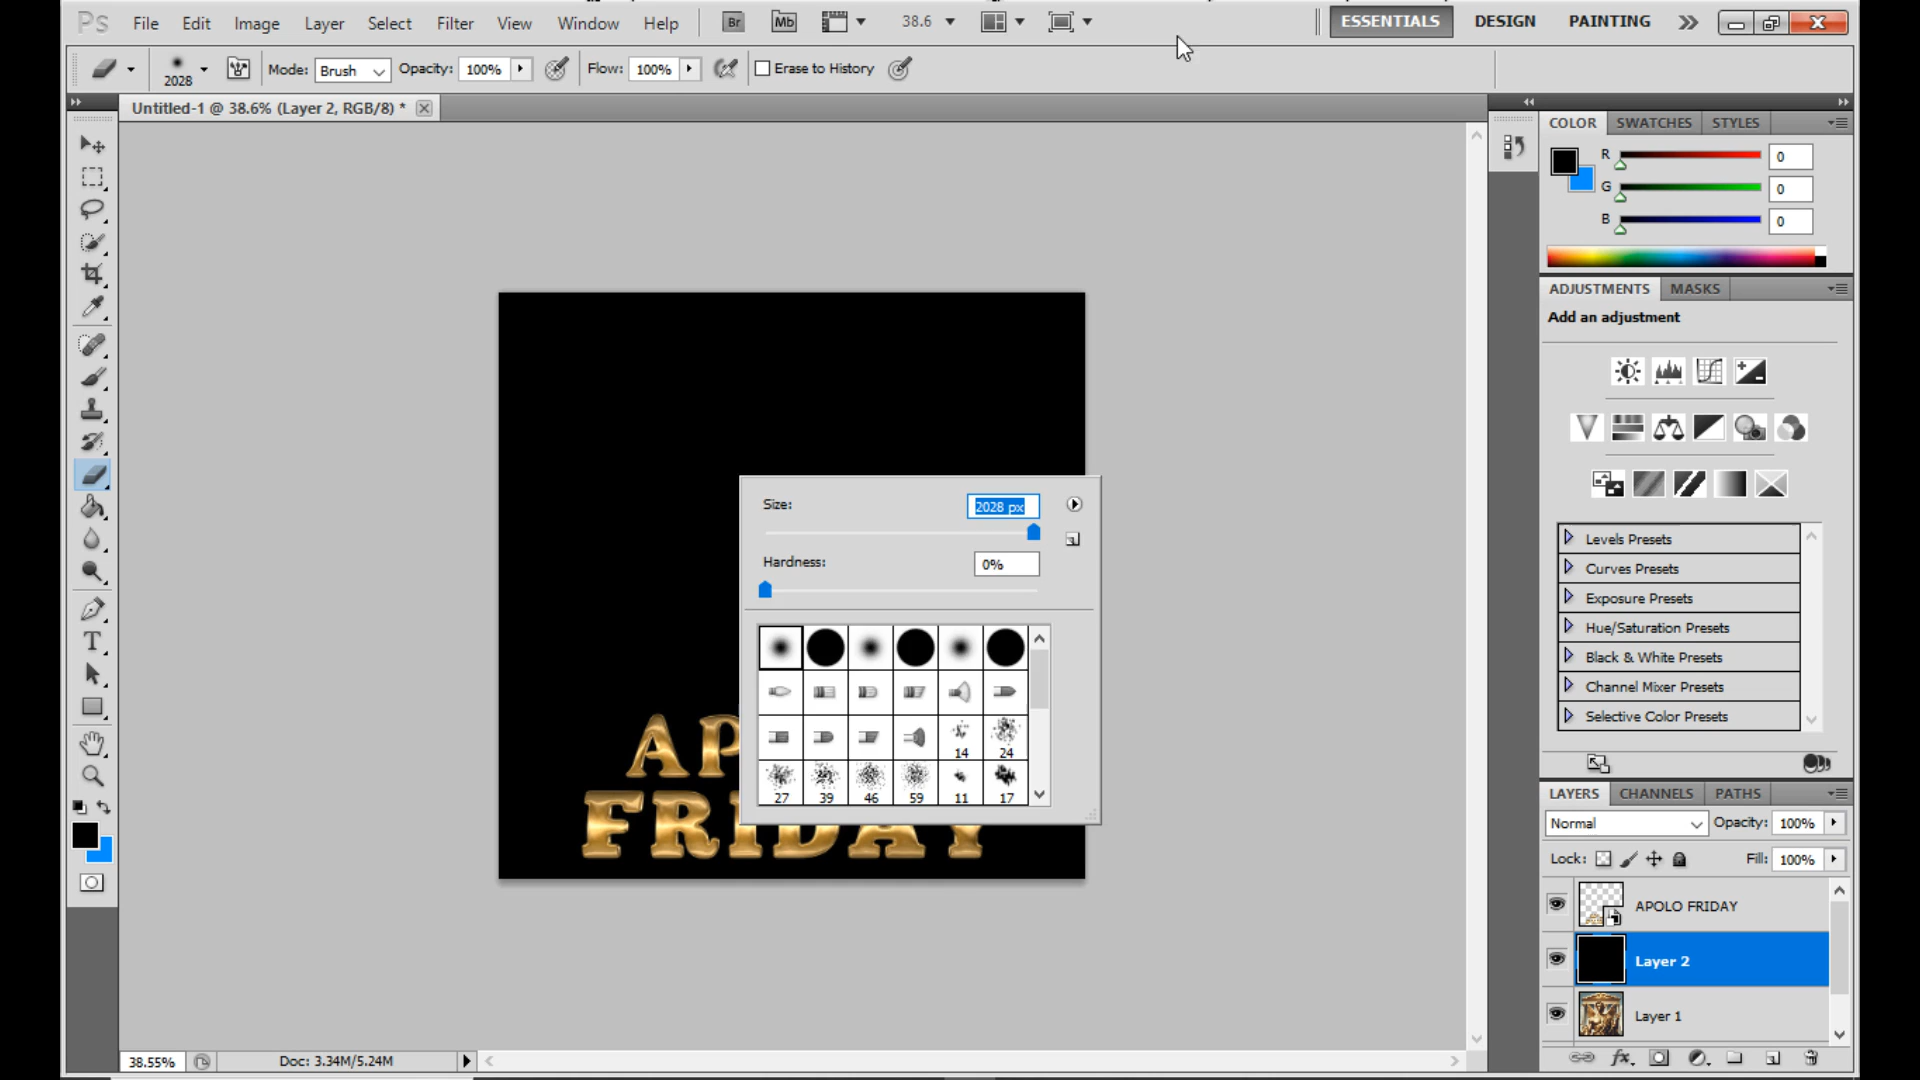 Ps File Edit Image Layer Select Filter View Window Help Br Mb 38.6 ESSENTIALS DESIGN PAINTING
2028 Mode: Brush Opacity: 100% Flow: 100% Erase to History
Untitled-1 @ 38.6% (Layer 2, RGB/8) *
COLOR SWATCHES STYLES
R 0
G 0
B 0
ADJUSTMENTS MASKS
Add an adjustment
Levels Presets
Curves Presets
Exposure Presets
Hue/Saturation Presets
Black & White Presets
Channel Mixer Presets
Selective Color Presets
Size: 2028 px
Hardness: 0%
14 24
27 39 46 59 11 17
AP
FRIDAY
LAYERS CHANNELS PATHS
Normal Opacity: 100%
Lock: Fill: 100%
APOLO FRIDAY
Layer 2
Layer 1
38.55% Doc: 3.34M/5.24M